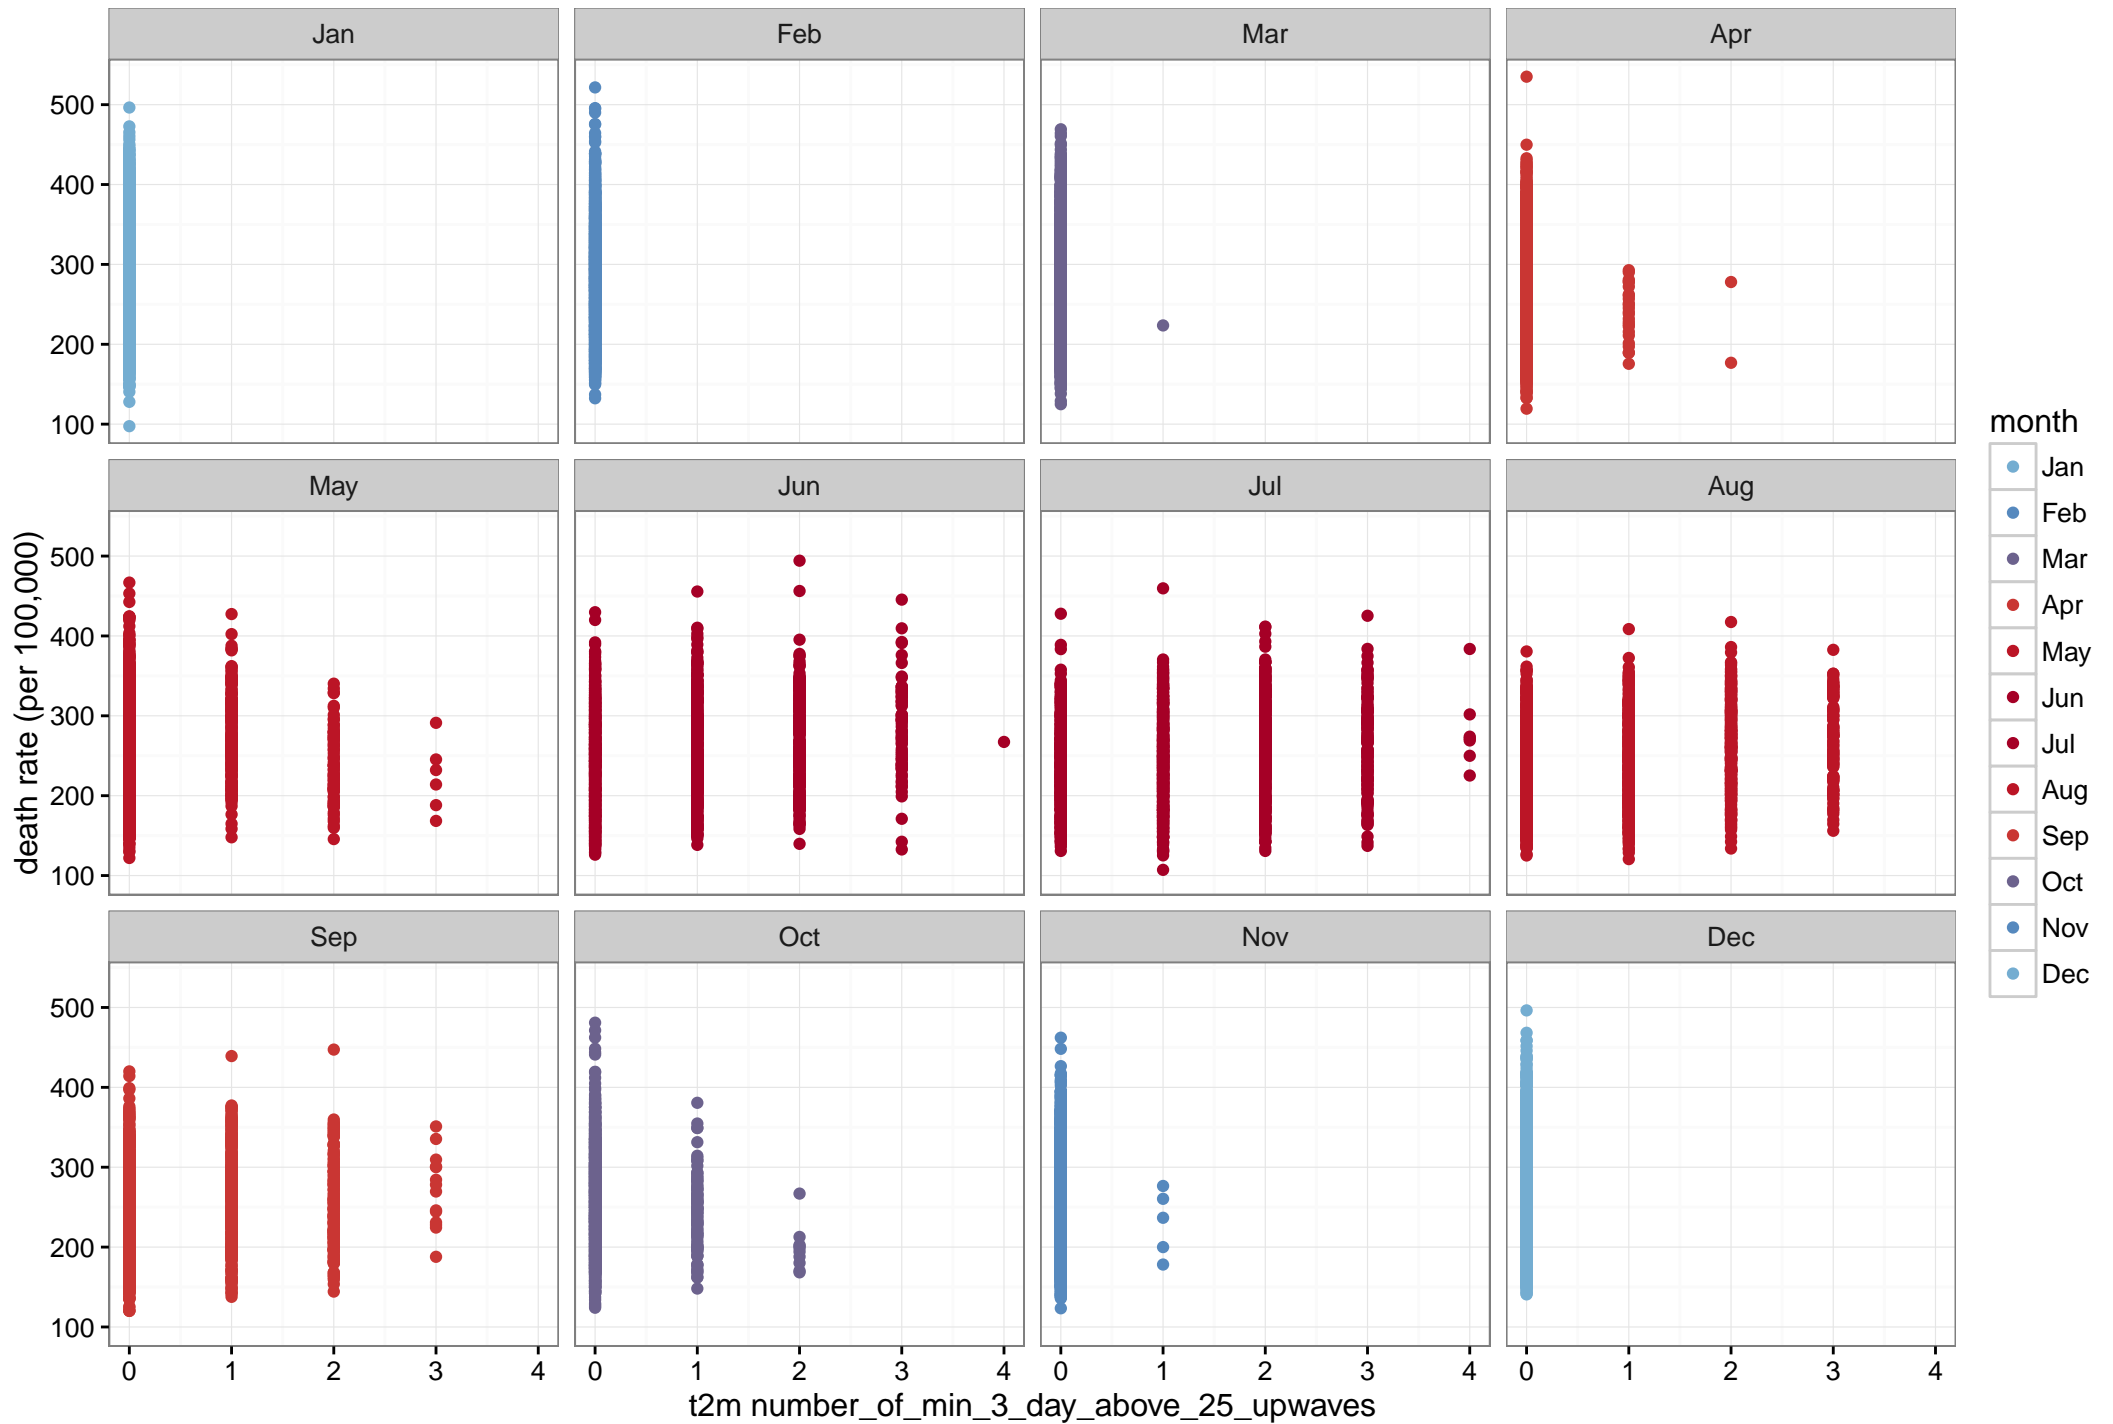 Jan Feb Mar Apr
500
400
300
200
100
May Jun Jul Aug
500
400
300
200
100
Sep Oct Nov Dec
500
400
300
200
100
0 1 2 3 4 0 1 2 3 4 0 1 2 3 4 0 1 2 3 4
t2m number_of_min_3_day_above_25_upwaves
death rate (per 100,000)
month
Jan
Feb
Mar
Apr
May
Jun
Jul
Aug
Sep
Oct
Nov
Dec